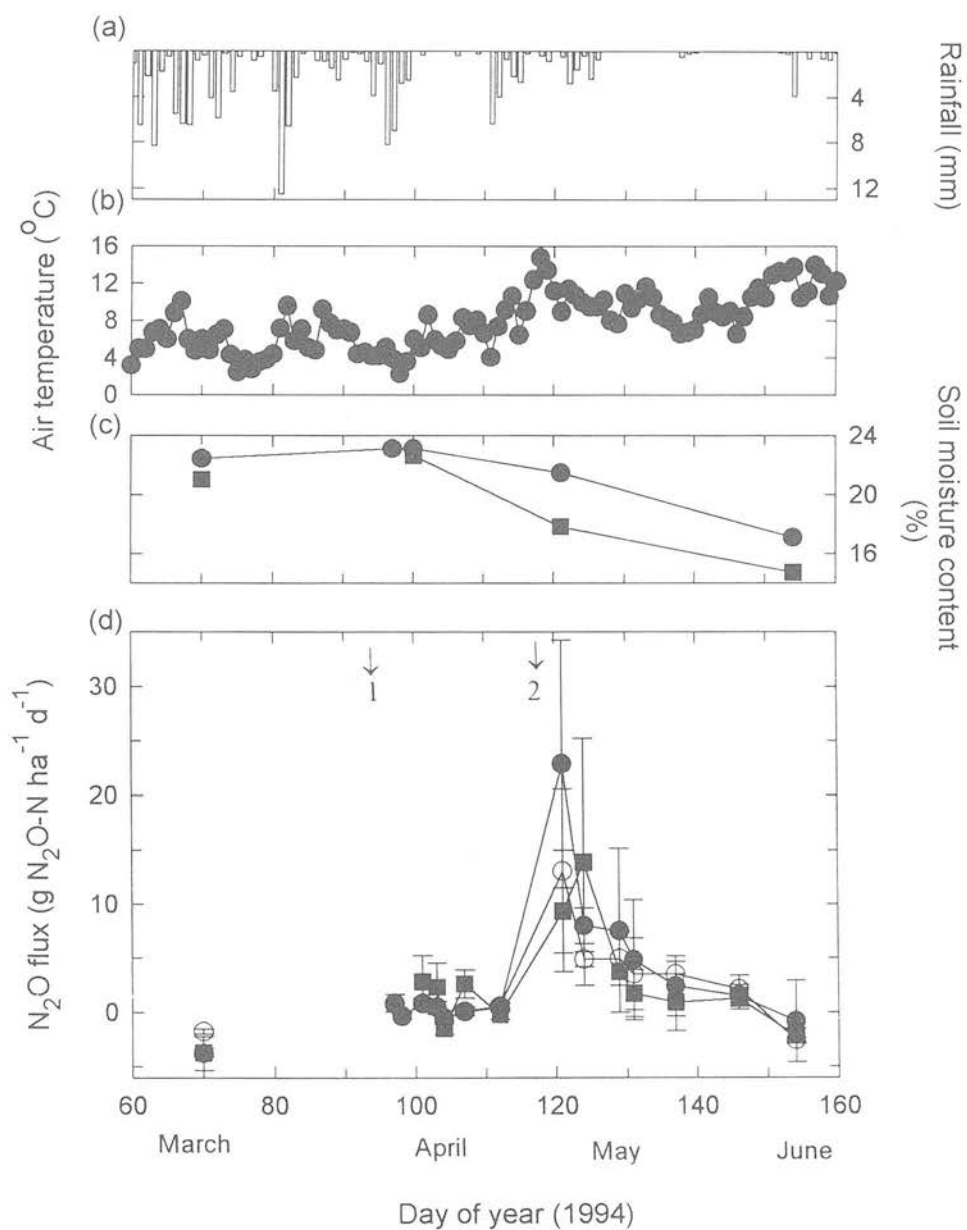 (a)
4
8
12
Rainfall (mm)
(b)
16
12
8
4
0
Air temperature (°C)
(c)
24
20
16
Soil moisture content
(%)
(d)
1
2
30
20
10
0
N₂O flux (g N₂O-N ha⁻¹ d⁻¹)
60 80 100 120 140 160
March April May June
Day of year (1994)